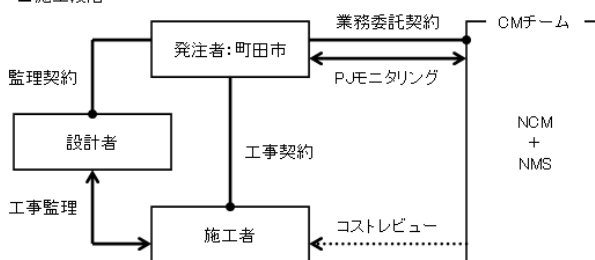 業務委託契約
CMチーム
発注者:町田市
監理契約
PJモニタリング
設計者
NCM
+
NMS
工事契約
工事監理
施工者
コストレビュー